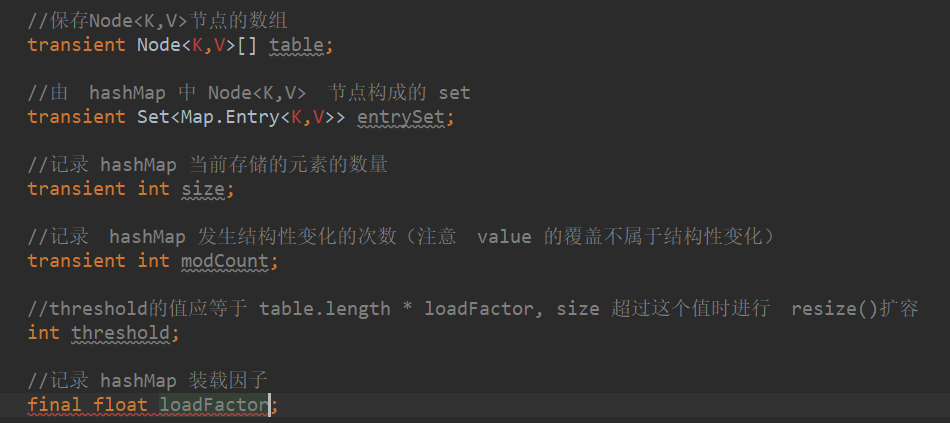 //保存Node<K,V>节点的数组
transient Node<K,V>[] table;
//由  hashMap 中 Node<K,V>  节点构成的 set
transient Set<Map.Entry<K,V>> entrySet;
//记录 hashMap 当前存储的元素的数量
transient int size;
//记录  hashMap 发生结构性变化的次数（注意  value 的覆盖不属于结构性变化）
transient int modCount;
//threshold的值应等于 table.length * loadFactor, size 超过这个值时进行  resize()扩容
int threshold;
//记录 hashMap 装载因子
final float loadFactor;